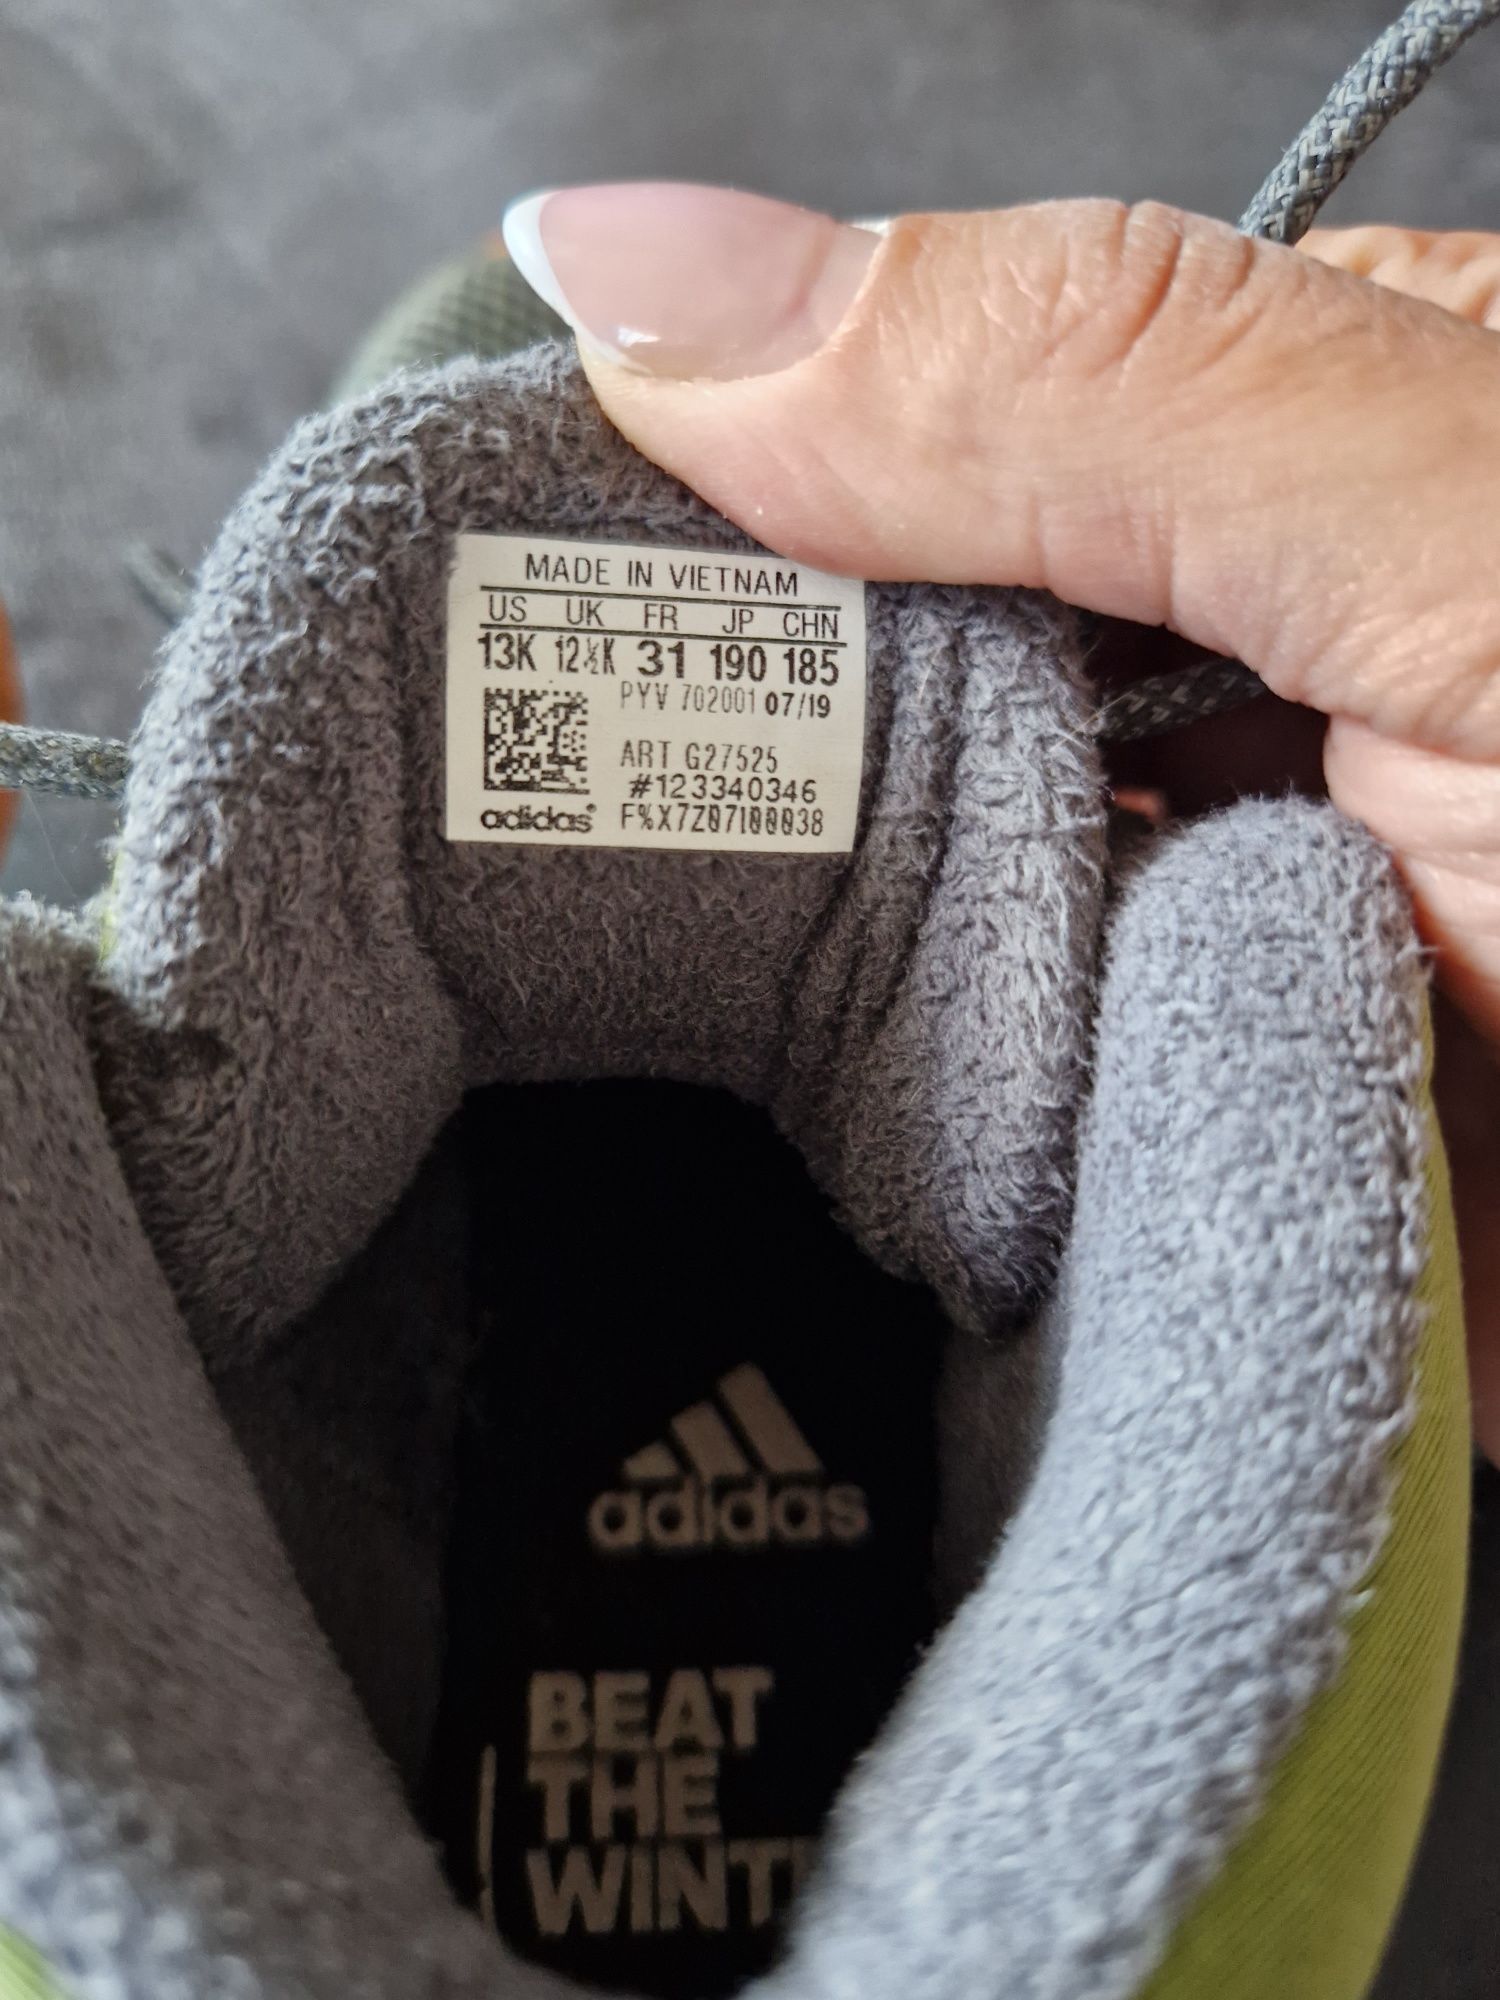 MADE IN VIETNAM
US UK FR JP CHN
13K 12½K 31 190 185
PYV 702001 07/19
ART G27525
#123340346
adidas® F%X7Z07I00038
adidas
BEAT
THE
WINT